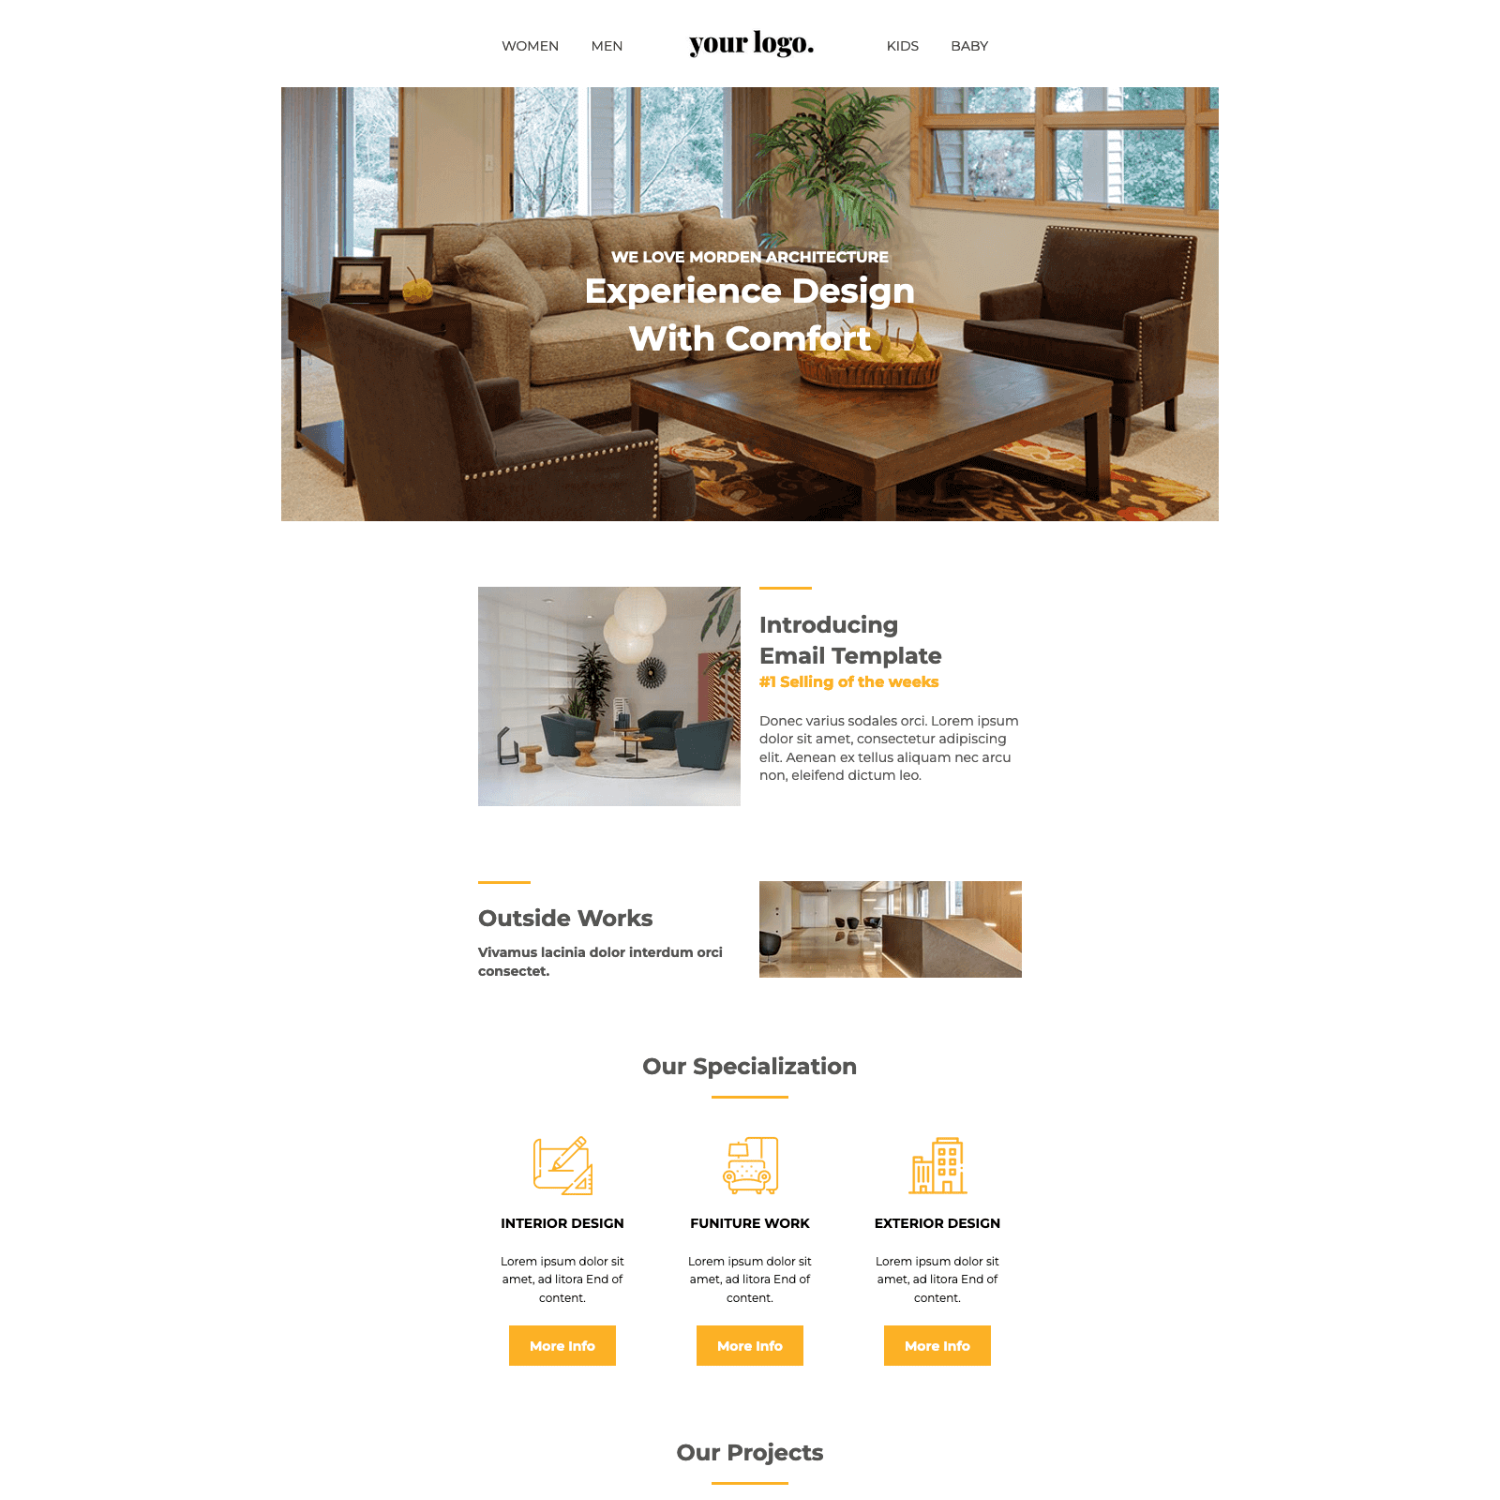 WOMEN MEN your logo. KIDS BABY
WE LOVE MORDEN ARCHITECTURE
Experience Design
With Comfort
Introducing
Email Template
#1 Selling of the weeks
Donec varius sodales orci. Lorem ipsum
dolor sit amet, consectetur adipiscing
elit. Aenean ex tellus aliquam nec arcu
non, eleifend dictum leo.
Outside Works
Vivamus lacinia dolor interdum orci
consectet.
Our Specialization
INTERIOR DESIGN
Lorem ipsum dolor sit
amet, ad litora End of
content.
More Info
FUNITURE WORK
Lorem ipsum dolor sit
amet, ad litora End of
content.
More Info
EXTERIOR DESIGN
Lorem ipsum dolor sit
amet, ad litora End of
content.
More Info
Our Projects